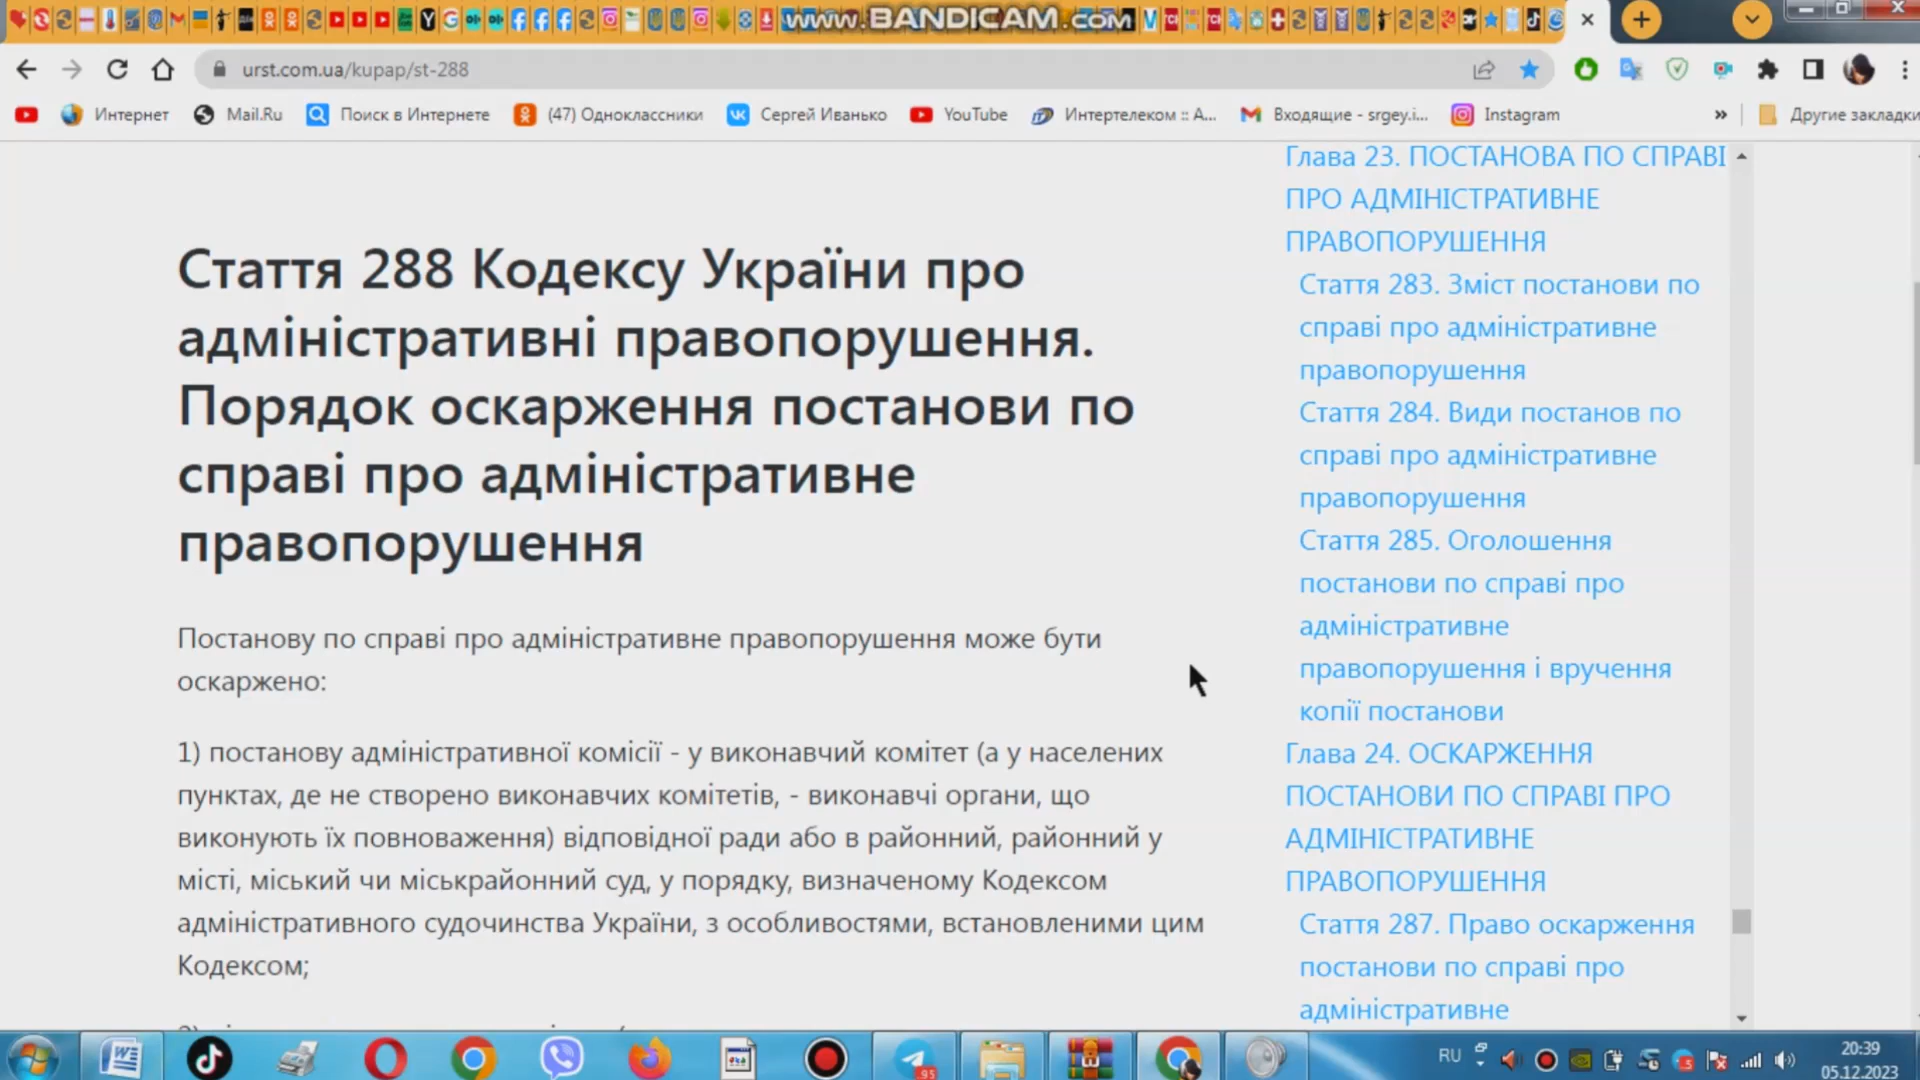 www.BANDICAM.com
urst.com.ua/kupap/st-288
Интернет Mail.Ru Поиск в Интернете (47) Одноклассники Сергей Иванько YouTube Интертелеком :: А... Входящие - srgey.i... Instagram » Другие закладки
Стаття 288 Кодексу України про
адміністративні правопорушення.
Порядок оскарження постанови по
справі про адміністративне
правопорушення
Постанову по справі про адміністративне правопорушення може бути
оскаржено:
1) постанову адміністративної комісії - у виконавчий комітет (а у населених
пунктах, де не створено виконавчих комітетів, - виконавчі органи, що
виконують їх повноваження) відповідної ради або в районний, районний у
місті, міський чи міськрайонний суд, у порядку, визначеному Кодексом
адміністративного судочинства України, з особливостями, встановленими цим
Кодексом;
Глава 23. ПОСТАНОВА ПО СПРАВІ
ПРО АДМІНІСТРАТИВНЕ
ПРАВОПОРУШЕННЯ
Стаття 283. Зміст постанови по
справі про адміністративне
правопорушення
Стаття 284. Види постанов по
справі про адміністративне
правопорушення
Стаття 285. Оголошення
постанови по справі про
адміністративне
правопорушення і вручення
копії постанови
Глава 24. ОСКАРЖЕННЯ
ПОСТАНОВИ ПО СПРАВІ ПРО
АДМІНІСТРАТИВНЕ
ПРАВОПОРУШЕННЯ
Стаття 287. Право оскарження
постанови по справі про
адміністративне
95
RU
20:39
05.12.2023